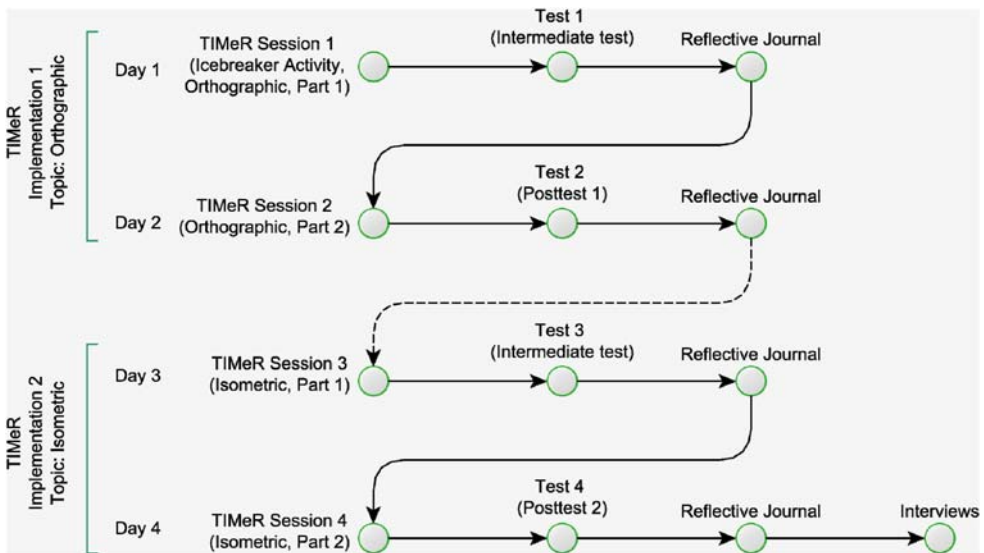 TIMeR
Implementation 1
Topic: Orthographic
Day 1
TIMeR Session 1
(Icebreaker Activity,
Orthographic, Part 1)
Test 1
(Intermediate test)
Reflective Journal
Day 2
TIMeR Session 2
(Orthographic, Part 2)
Test 2
(Posttest 1)
Reflective Journal
TIMeR
Implementation 2
Topic: Isometric
Day 3
TIMeR Session 3
(Isometric, Part 1)
Test 3
(Intermediate test)
Reflective Journal
Day 4
TIMeR Session 4
(Isometric, Part 2)
Test 4
(Posttest 2)
Reflective Journal
Interviews